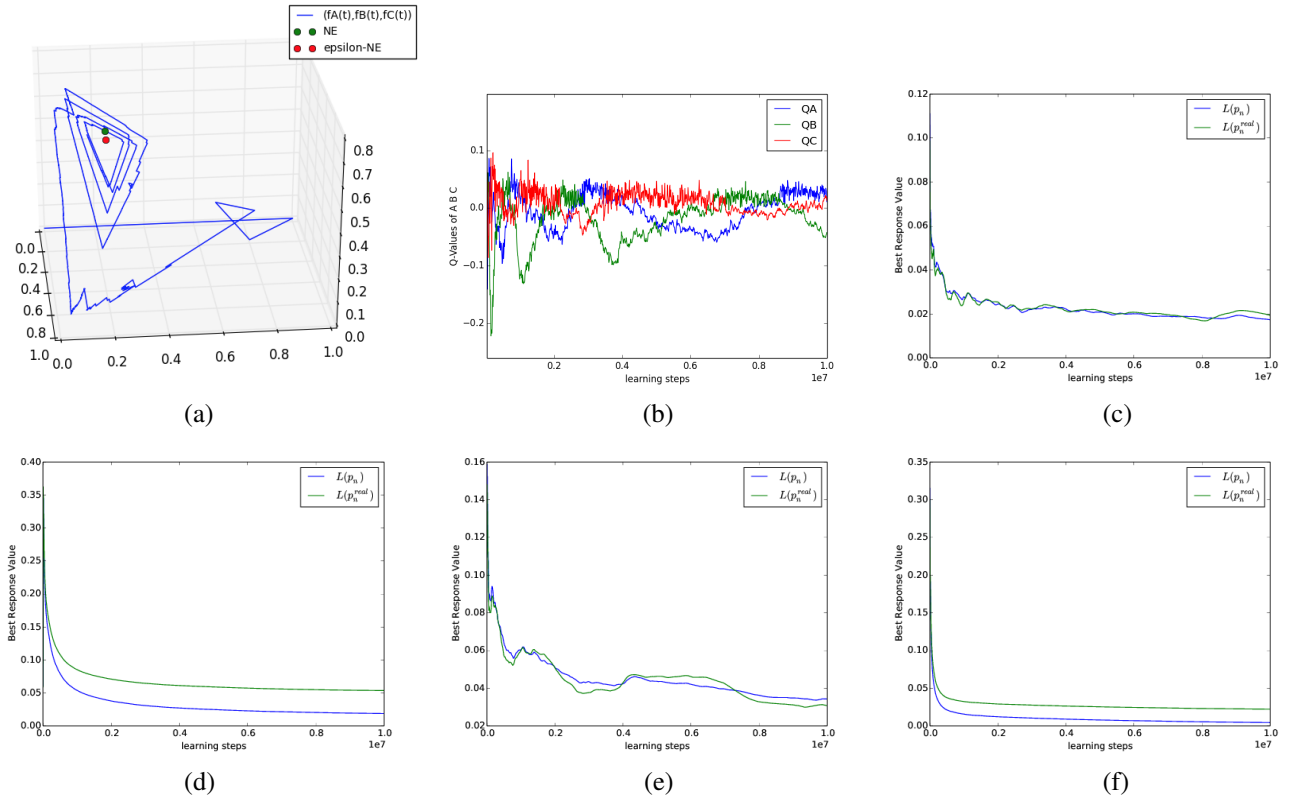 (fA(t),fB(t),fC(t))
NE
epsilon-NE
0.8
0.7
0.6
0.5
0.4
0.3
0.2
0.1
0.0
0.0
0.2
0.4
0.6
0.8
1.0
0.0 0.2 0.4 0.6 0.8 1.0
(a)
QA
QB
QC
Q-Values of A B C
0.1
0.0
−0.1
−0.2
0.2 0.4 0.6 0.8 1.0
1e7
learning steps
(b)
L(p_n)
L(p_n^{real})
Best Response Value
0.12
0.10
0.08
0.06
0.04
0.02
0.00
0.0 0.2 0.4 0.6 0.8 1.0
1e7
learning steps
(c)
L(p_n)
L(p_n^{real})
Best Response Value
0.40
0.35
0.30
0.25
0.20
0.15
0.10
0.05
0.00
0.0 0.2 0.4 0.6 0.8 1.0
1e7
learning steps
(d)
L(p_n)
L(p_n^{real})
Best Response Value
0.16
0.14
0.12
0.10
0.08
0.06
0.04
0.02
0.0 0.2 0.4 0.6 0.8 1.0
1e7
learning steps
(e)
L(p_n)
L(p_n^{real})
Best Response Value
0.35
0.30
0.25
0.20
0.15
0.10
0.05
0.00
0.0 0.2 0.4 0.6 0.8 1.0
1e7
learning steps
(f)